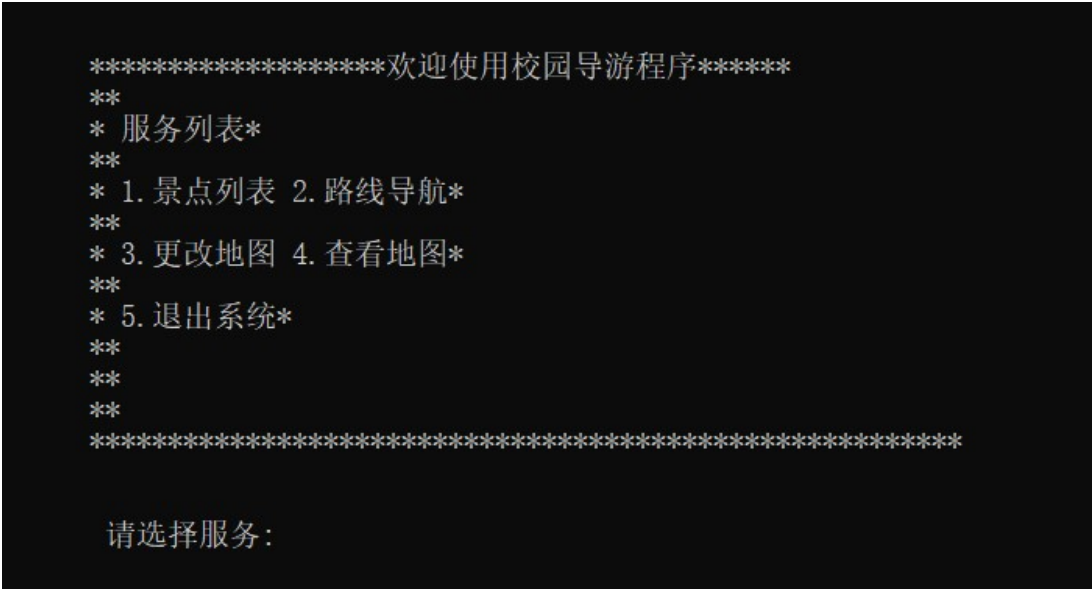 *******************欢迎使用校园导游程序******
**
* 服务列表*
**
* 1.景点列表 2.路线导航*
**
* 3.更改地图 4.查看地图*
**
* 5.退出系统*
**
**
**
********************************************************
请选择服务: